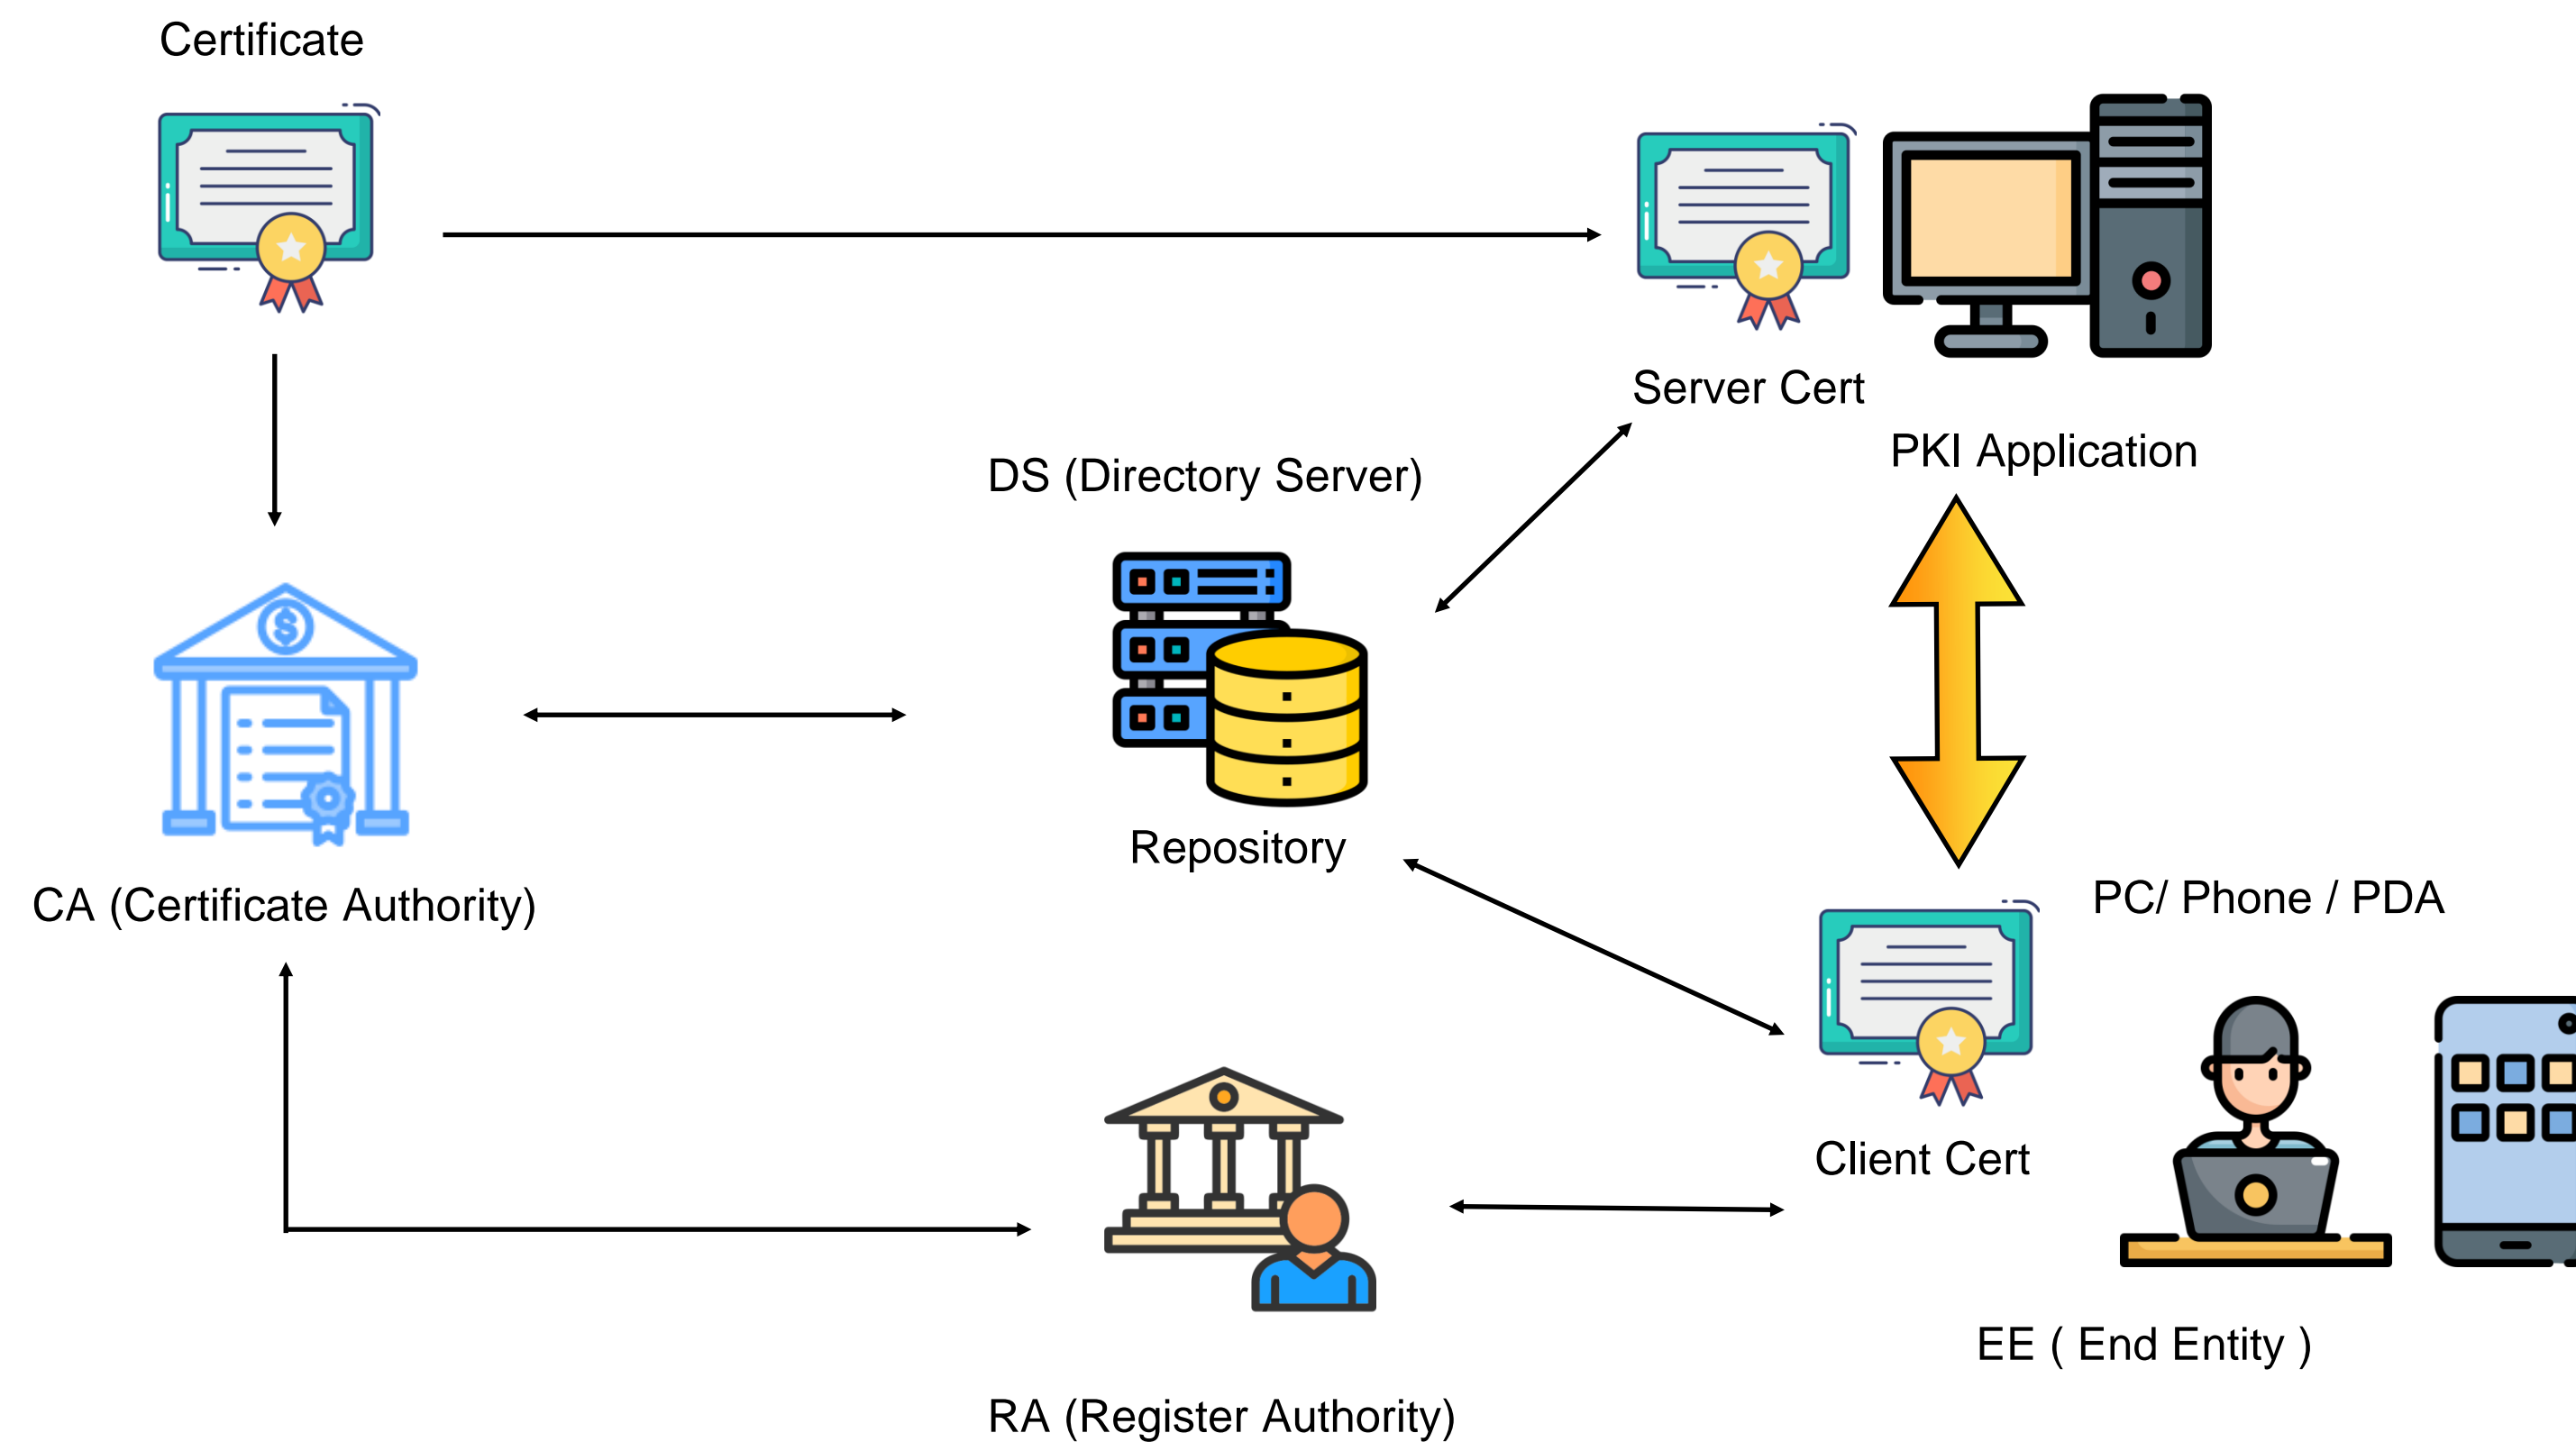 Certificate
Server Cert
PKI Application
DS (Directory Server)
Repository
CA (Certificate Authority)
PC/ Phone / PDA
Client Cert
EE ( End Entity )
RA (Register Authority)